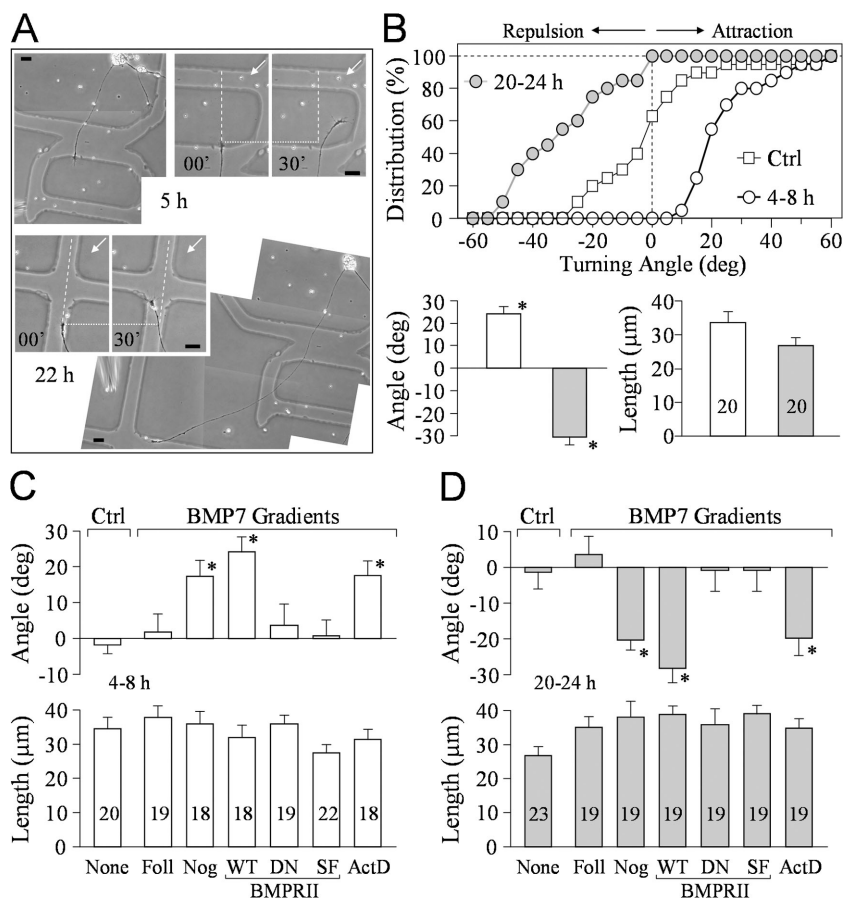 A
00’
30’
5 h
00’
30’
22 h
B
Repulsion
Attraction
Distribution (%)
100
80
60
40
20
0
20-24 h
Ctrl
4-8 h
-60
-40
-20
0
20
40
60
Turning Angle (deg)
Angle (deg)
30
20
10
0
-10
-20
-30
*
*
Length (μm)
40
30
20
10
0
20
20
C
Ctrl
BMP7 Gradients
Angle (deg)
30
20
10
0
-10
*
*
*
4-8 h
Length (μm)
40
30
20
10
0
20
19
18
18
19
22
18
None
Foll
Nog
WT
DN
SF
ActD
BMPRII
D
Ctrl
BMP7 Gradients
Angle (deg)
-20
-10
0
-10
-20
-30
*
*
*
20-24 h
Length (μm)
40
30
20
10
0
23
19
19
19
19
19
19
None
Foll
Nog
WT
DN
SF
ActD
BMPRII